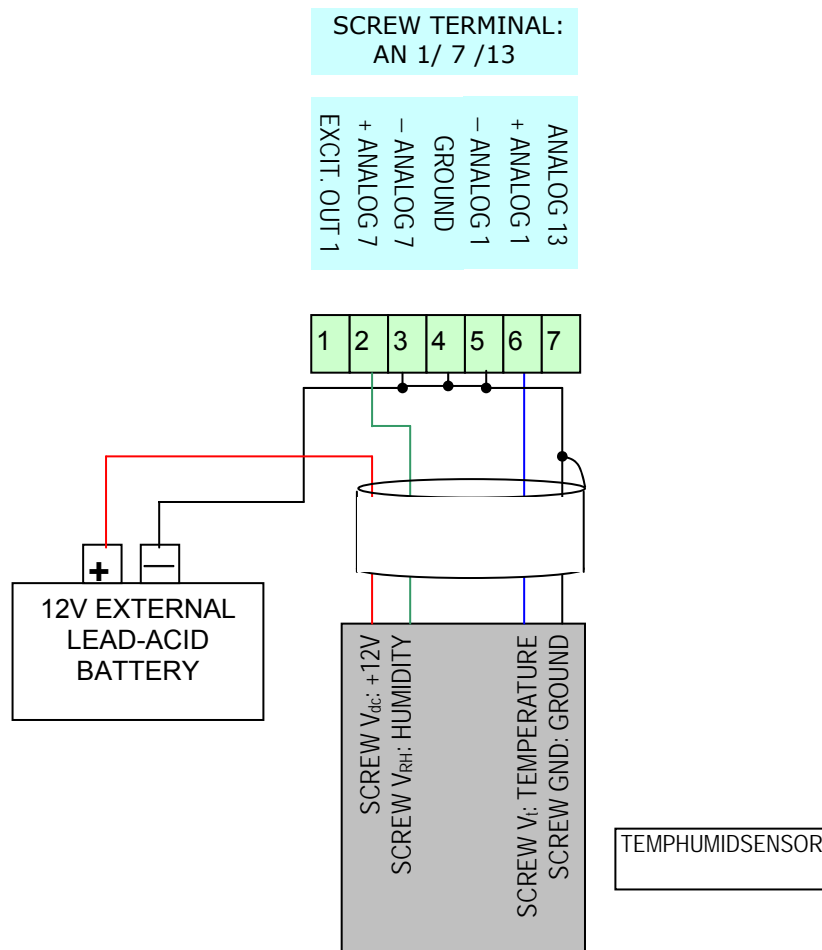 SCREW TERMINAL:
AN 1/ 7 /13
EXCIT. OUT 1
+ ANALOG 7
– ANALOG 7
GROUND
– ANALOG 1
+ ANALOG 1
ANALOG 13
1 2 3 4 5 6 7
+ —
12V EXTERNAL
LEAD-ACID
BATTERY
SCREW Vdc: +12V
SCREW VRH: HUMIDITY
SCREW Vt: TEMPERATURE
SCREW GND: GROUND
TEMPHUMIDSENSOR